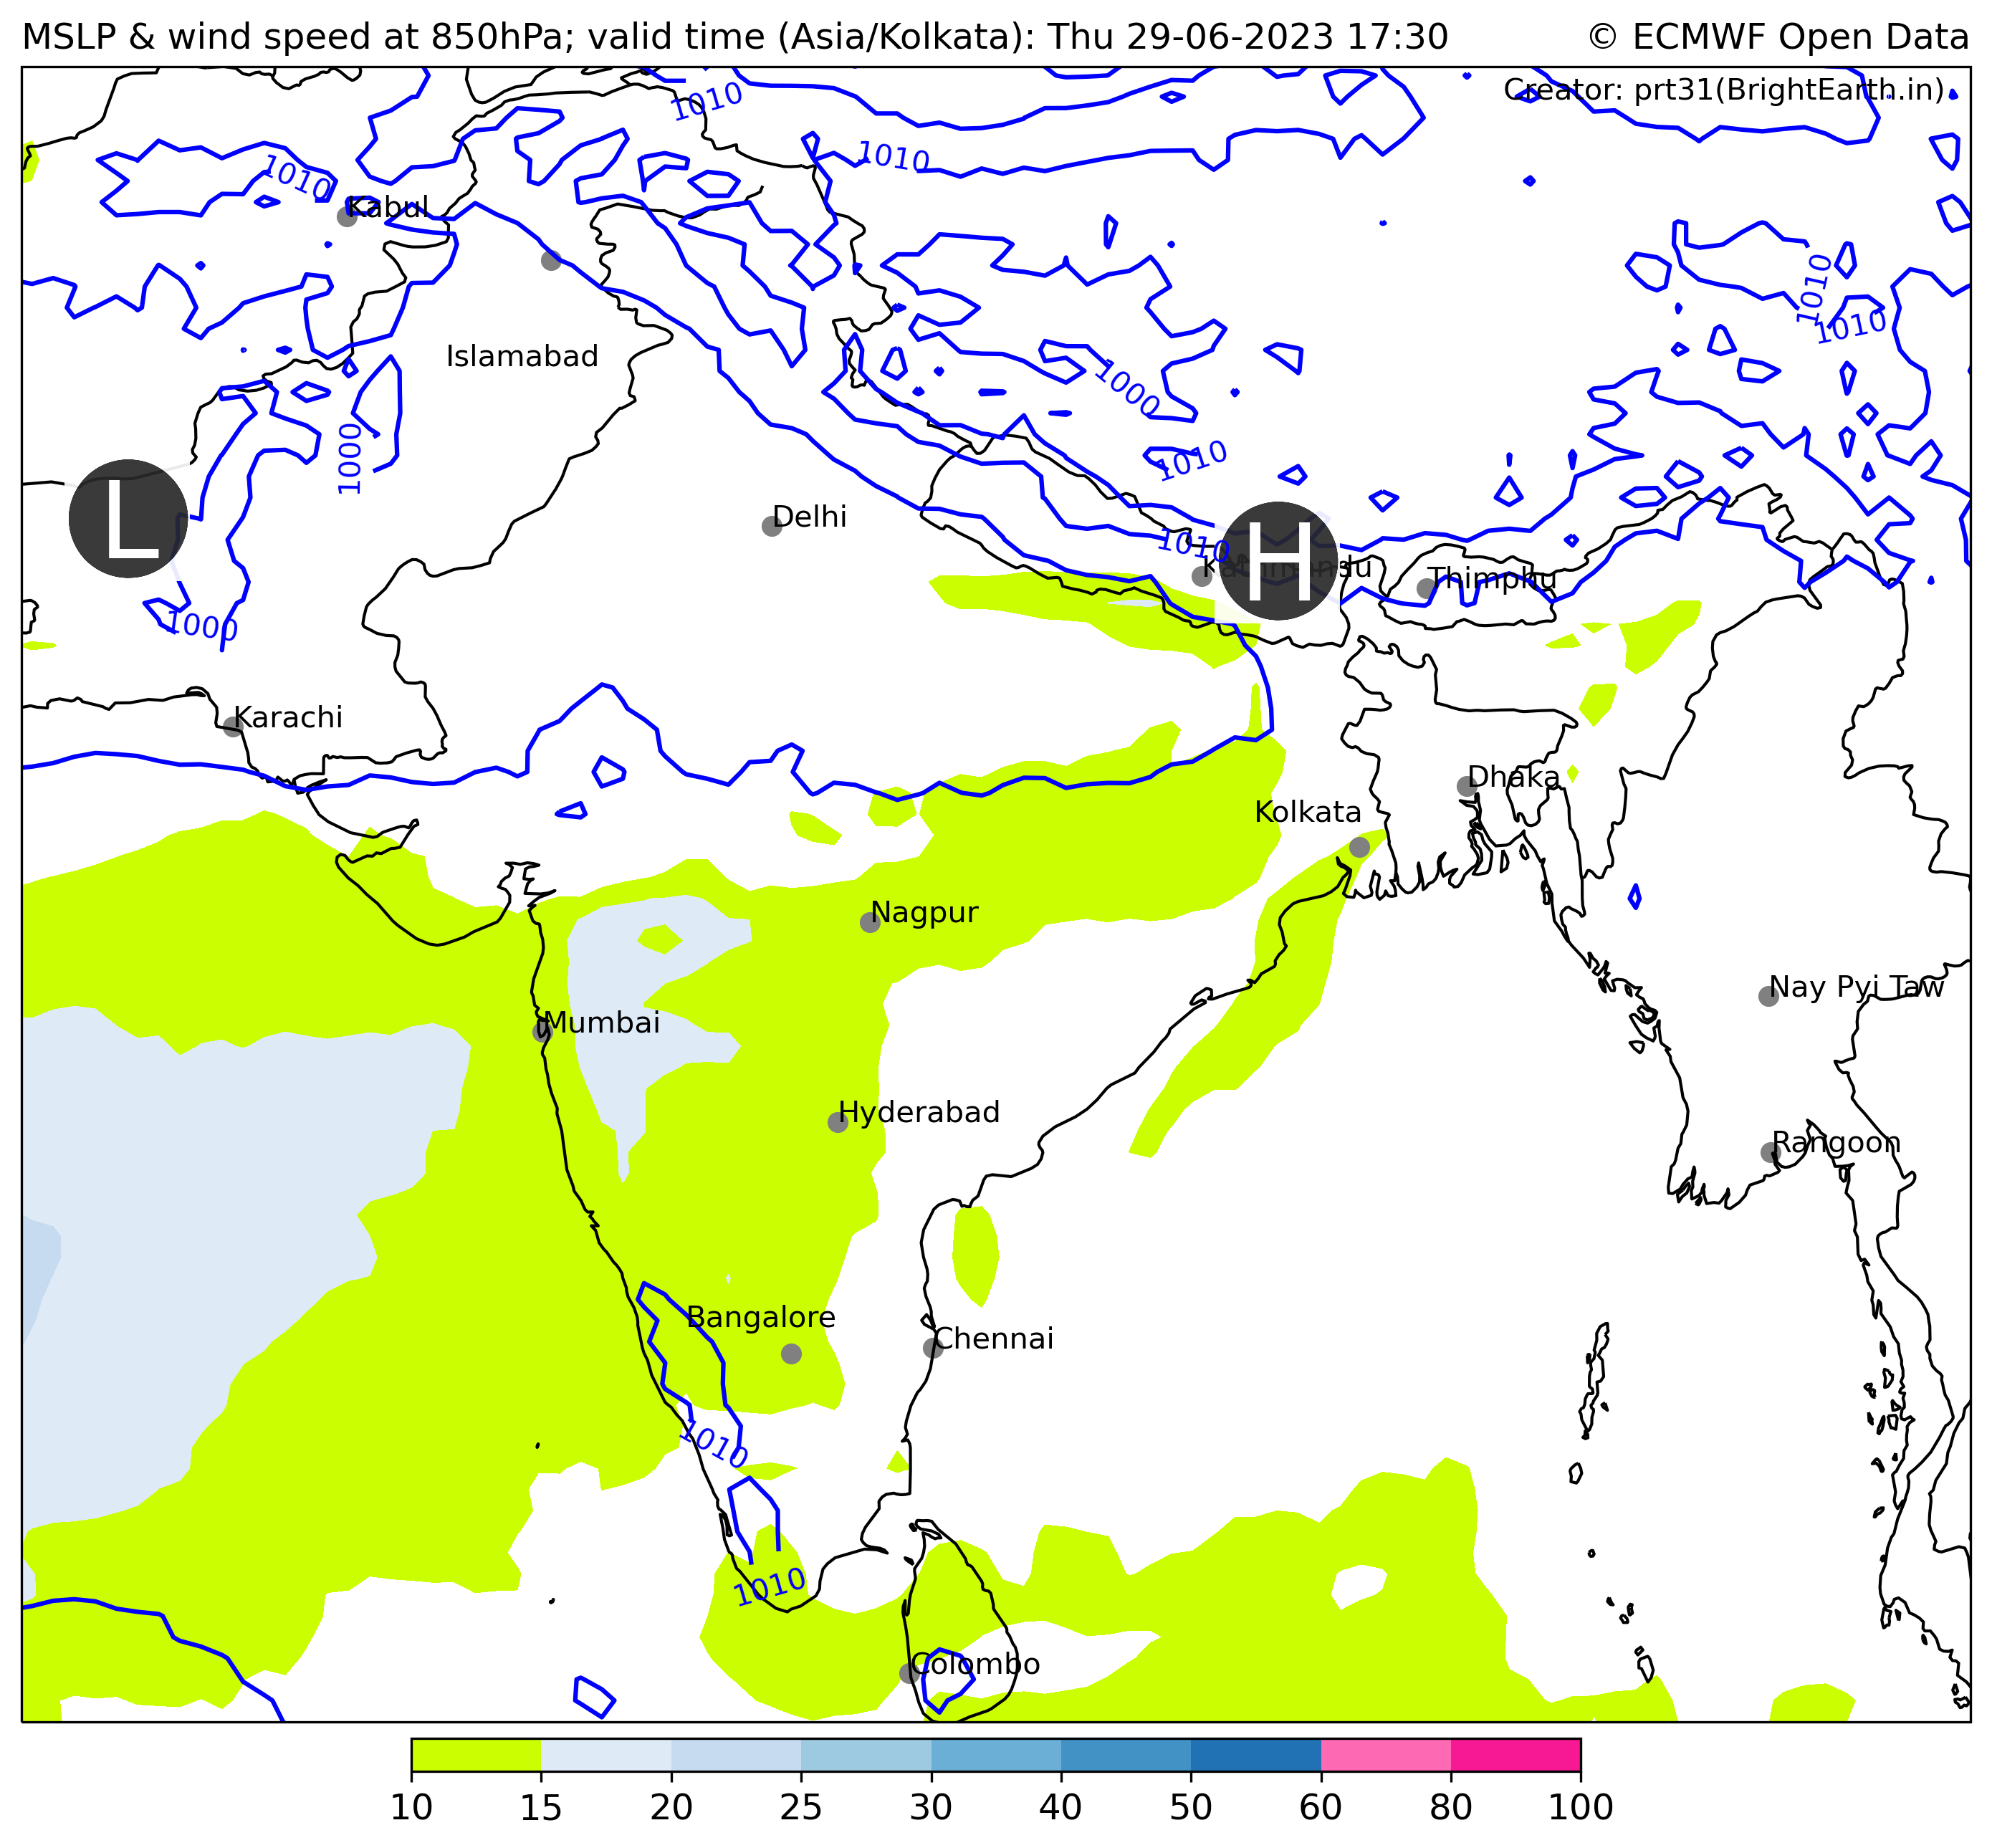 MSLP & wind speed at 850hPa; valid time (Asia/Kolkata): Thu 29-06-2023 17:30
© ECMWF Open Data
Creator: prt31(BrightEarth.in)
1010
1010
1010
Kabul
1010
1010
Islamabad
1000
1000
1010
L
Delhi
1010
H
Kathmandu
Thimphu
1000
Karachi
Dhaka
Kolkata
Nagpur
Nay Pyi Taw
Mumbai
Hyderabad
Rangoon
Bangalore
Chennai
1010
1010
Colombo
10 15 20 25 30 40 50 60 80 100